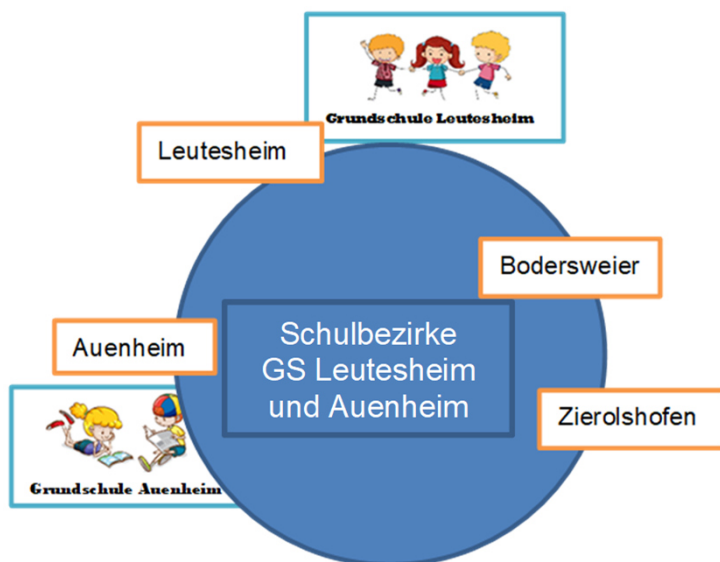 Grundschule Leutesheim
Leutesheim
Bodersweier
Schulbezirke
GS Leutesheim
und Auenheim
Auenheim
Zierolshofen
Grundschule Auenheim